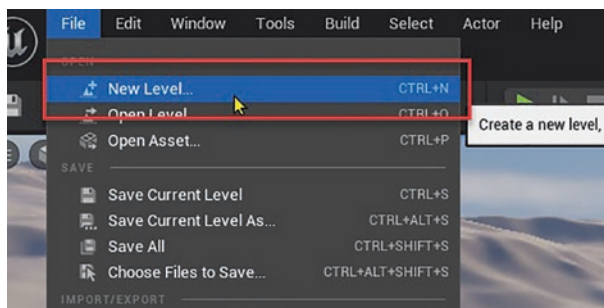 File Edit Window Tools Build Select Actor Help
OPEN
New Level... CTRL+N
Open Level... CTRL+O
Create a new level,
Open Asset... CTRL+P
SAVE
Save Current Level CTRL+S
Save Current Level As... CTRL+ALT+S
Save All CTRL+SHIFT+S
Choose Files to Save... CTRL+ALT+SHIFT+S
IMPORT/EXPORT